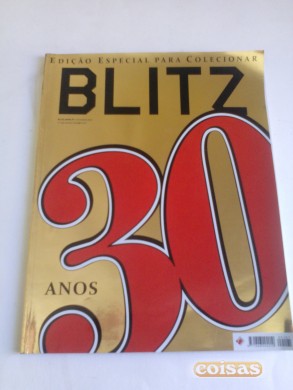 EDIÇÃO ESPECIAL PARA COLECIONAR
BLITZ
30
ANOS
coisas